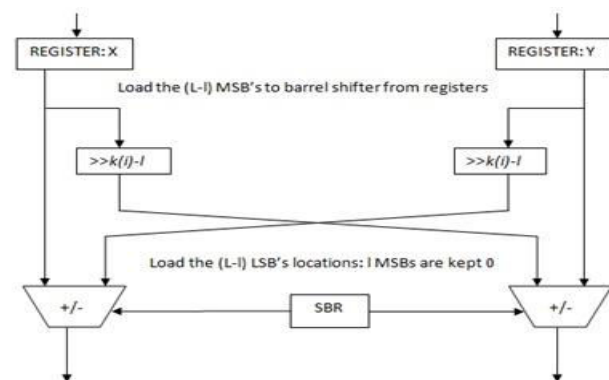 REGISTER: X
REGISTER: Y
Load the (L-l) MSB's to barrel shifter from registers
>>k(i)-l
>>k(i)-l
Load the (L-l) LSB's locations: l MSBs are kept 0
+/-
SBR
+/-